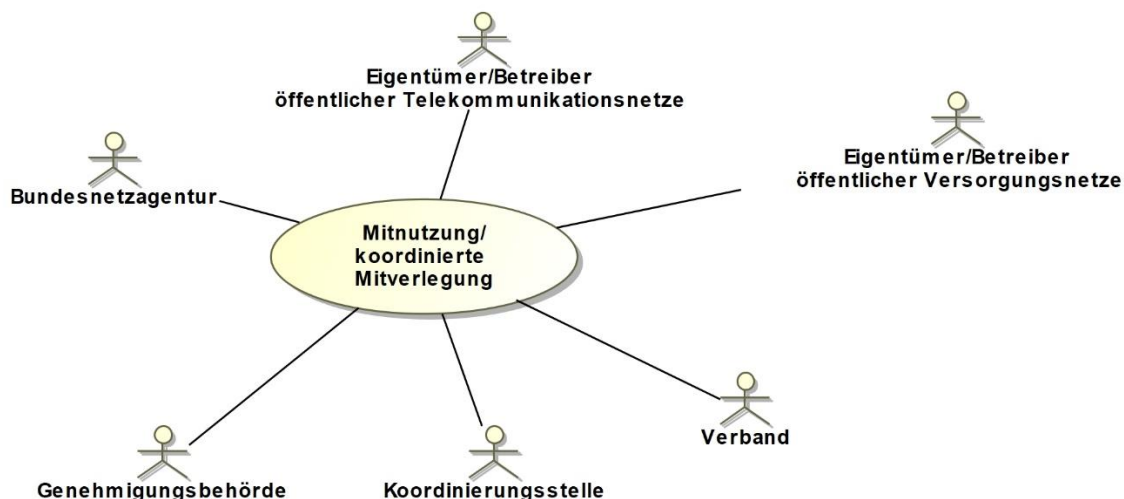 Eigentümer/Betreiber
öffentlicher Telekommunikationsnetze
Eigentümer/Betreiber
öffentlicher Versorgungsnetze
Bundesnetzagentur
Mitnutzung/
koordinierte
Mitverlegung
Verband
Genehmigungsbehörde
Koordinierungsstelle